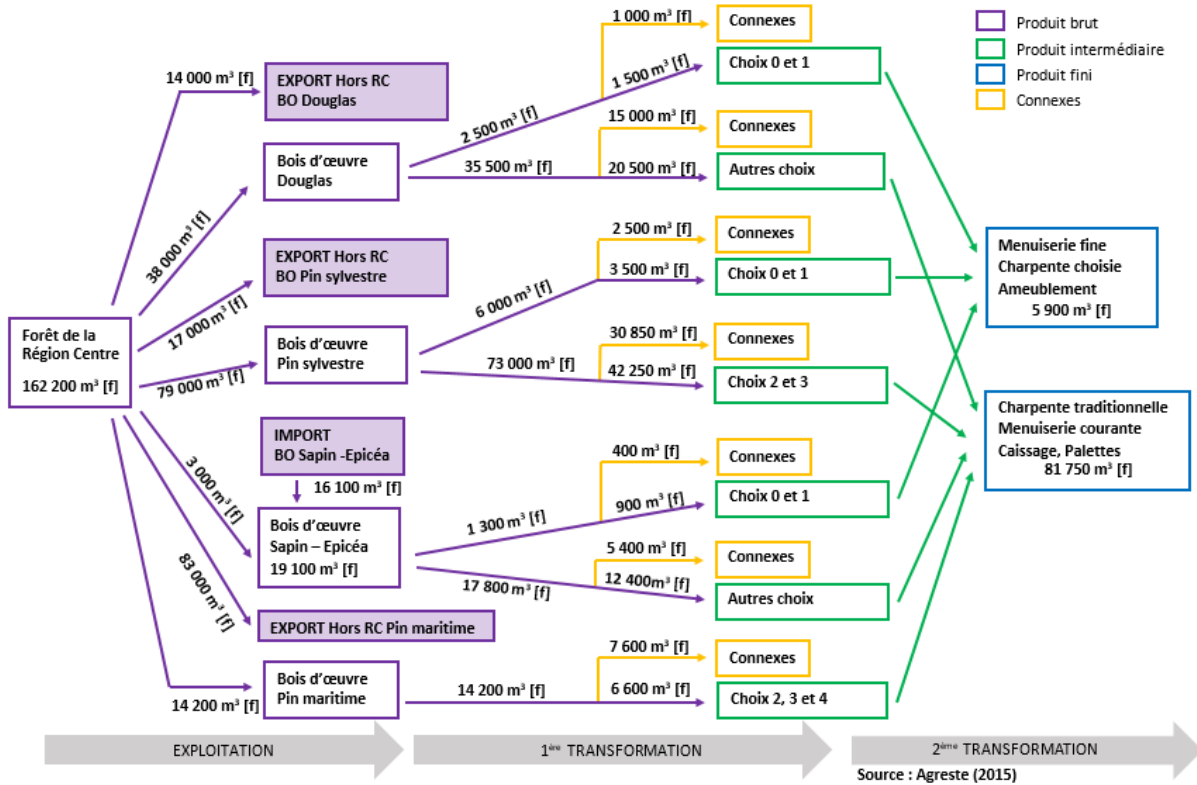 Produit brut
Produit intermédiaire
Produit fini
Connexes
14 000 m³ [f]
EXPORT Hors RC
BO Douglas
38 000 m³ [f]
Bois d'œuvre
Douglas
2 500 m³ [f]
1 000 m³ [f]
Connexes
1 500 m³ [f]
Choix 0 et 1
35 500 m³ [f]
15 000 m³ [f]
Connexes
20 500 m³ [f]
Autres choix
Forêt de la
Région Centre
162 200 m³ [f]
17 000 m³ [f]
EXPORT Hors RC
BO Pin sylvestre
79 000 m³ [f]
Bois d'œuvre
Pin sylvestre
6 000 m³ [f]
2 500 m³ [f]
Connexes
3 500 m³ [f]
Choix 0 et 1
73 000 m³ [f]
30 850 m³ [f]
Connexes
42 250 m³ [f]
Choix 2 et 3
IMPORT
BO Sapin -Epicéa
16 100 m³ [f]
3 000 m³ [f]
Bois d'œuvre
Sapin – Epicéa
19 100 m³ [f]
1 300 m³ [f]
400 m³ [f]
Connexes
900 m³ [f]
Choix 0 et 1
17 800 m³ [f]
5 400 m³ [f]
Connexes
12 400m³ [f]
Autres choix
83 000 m³ [f]
EXPORT Hors RC Pin maritime
14 200 m³ [f]
Bois d'œuvre
Pin maritime
14 200 m³ [f]
7 600 m³ [f]
Connexes
6 600 m³ [f]
Choix 2, 3 et 4
Menuiserie fine
Charpente choisie
Ameublement
5 900 m³ [f]
Charpente traditionnelle
Menuiserie courante
Caissage, Palettes
81 750 m³ [f]
EXPLOITATION
1ère TRANSFORMATION
2ème TRANSFORMATION
Source : Agreste (2015)